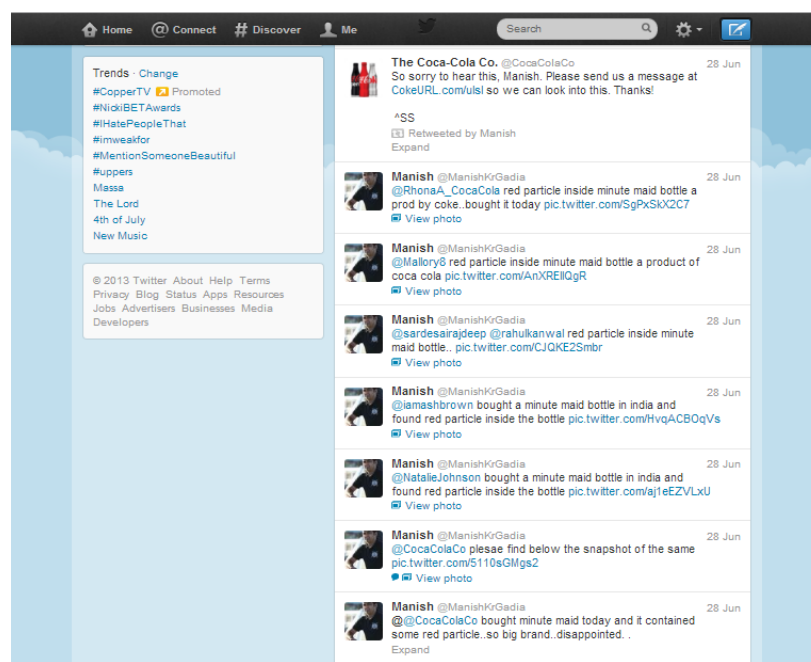 Home Connect Discover Me Search
Trends · Change
#CopperTV Promoted
#NickiBETAwards
#IHatePeopleThat
#imweakfor
#MentionSomeoneBeautiful
#uppers
Massa
The Lord
4th of July
New Music
© 2013 Twitter About Help Terms
Privacy Blog Status Apps Resources
Jobs Advertisers Businesses Media
Developers
The Coca-Cola Co. @CocaColaCo 28 Jun
So sorry to hear this, Manish. Please send us a message at
CokeURL.com/ulsl so we can look into this. Thanks!
^SS
Retweeted by Manish
Expand
Manish @ManishKrGadia 28 Jun
@RhonaA_CocaCola red particle inside minute maid bottle a
prod by coke..bought it today pic.twitter.com/SgPxSkX2C7
View photo
Manish @ManishKrGadia 28 Jun
@Mallory8 red particle inside minute maid bottle a product of
coca cola pic.twitter.com/AnXREllQgR
View photo
Manish @ManishKrGadia 28 Jun
@sardesairajdeep @rahulkanwal red particle inside minute
maid bottle.. pic.twitter.com/CJQKE2Smbr
View photo
Manish @ManishKrGadia 28 Jun
@iamashbrown bought a minute maid bottle in india and
found red particle inside the bottle pic.twitter.com/HvqACBOqVs
View photo
Manish @ManishKrGadia 28 Jun
@NatalieJohnson bought a minute maid bottle in india and
found red particle inside the bottle pic.twitter.com/aj1eEZVLxU
View photo
Manish @ManishKrGadia 28 Jun
@CocaColaCo plesae find below the snapshot of the same
pic.twitter.com/5110sGMgs2
View photo
Manish @ManishKrGadia 28 Jun
@@CocaColaCo bought minute maid today and it contained
some red particle..so big brand..disappointed. .
Expand